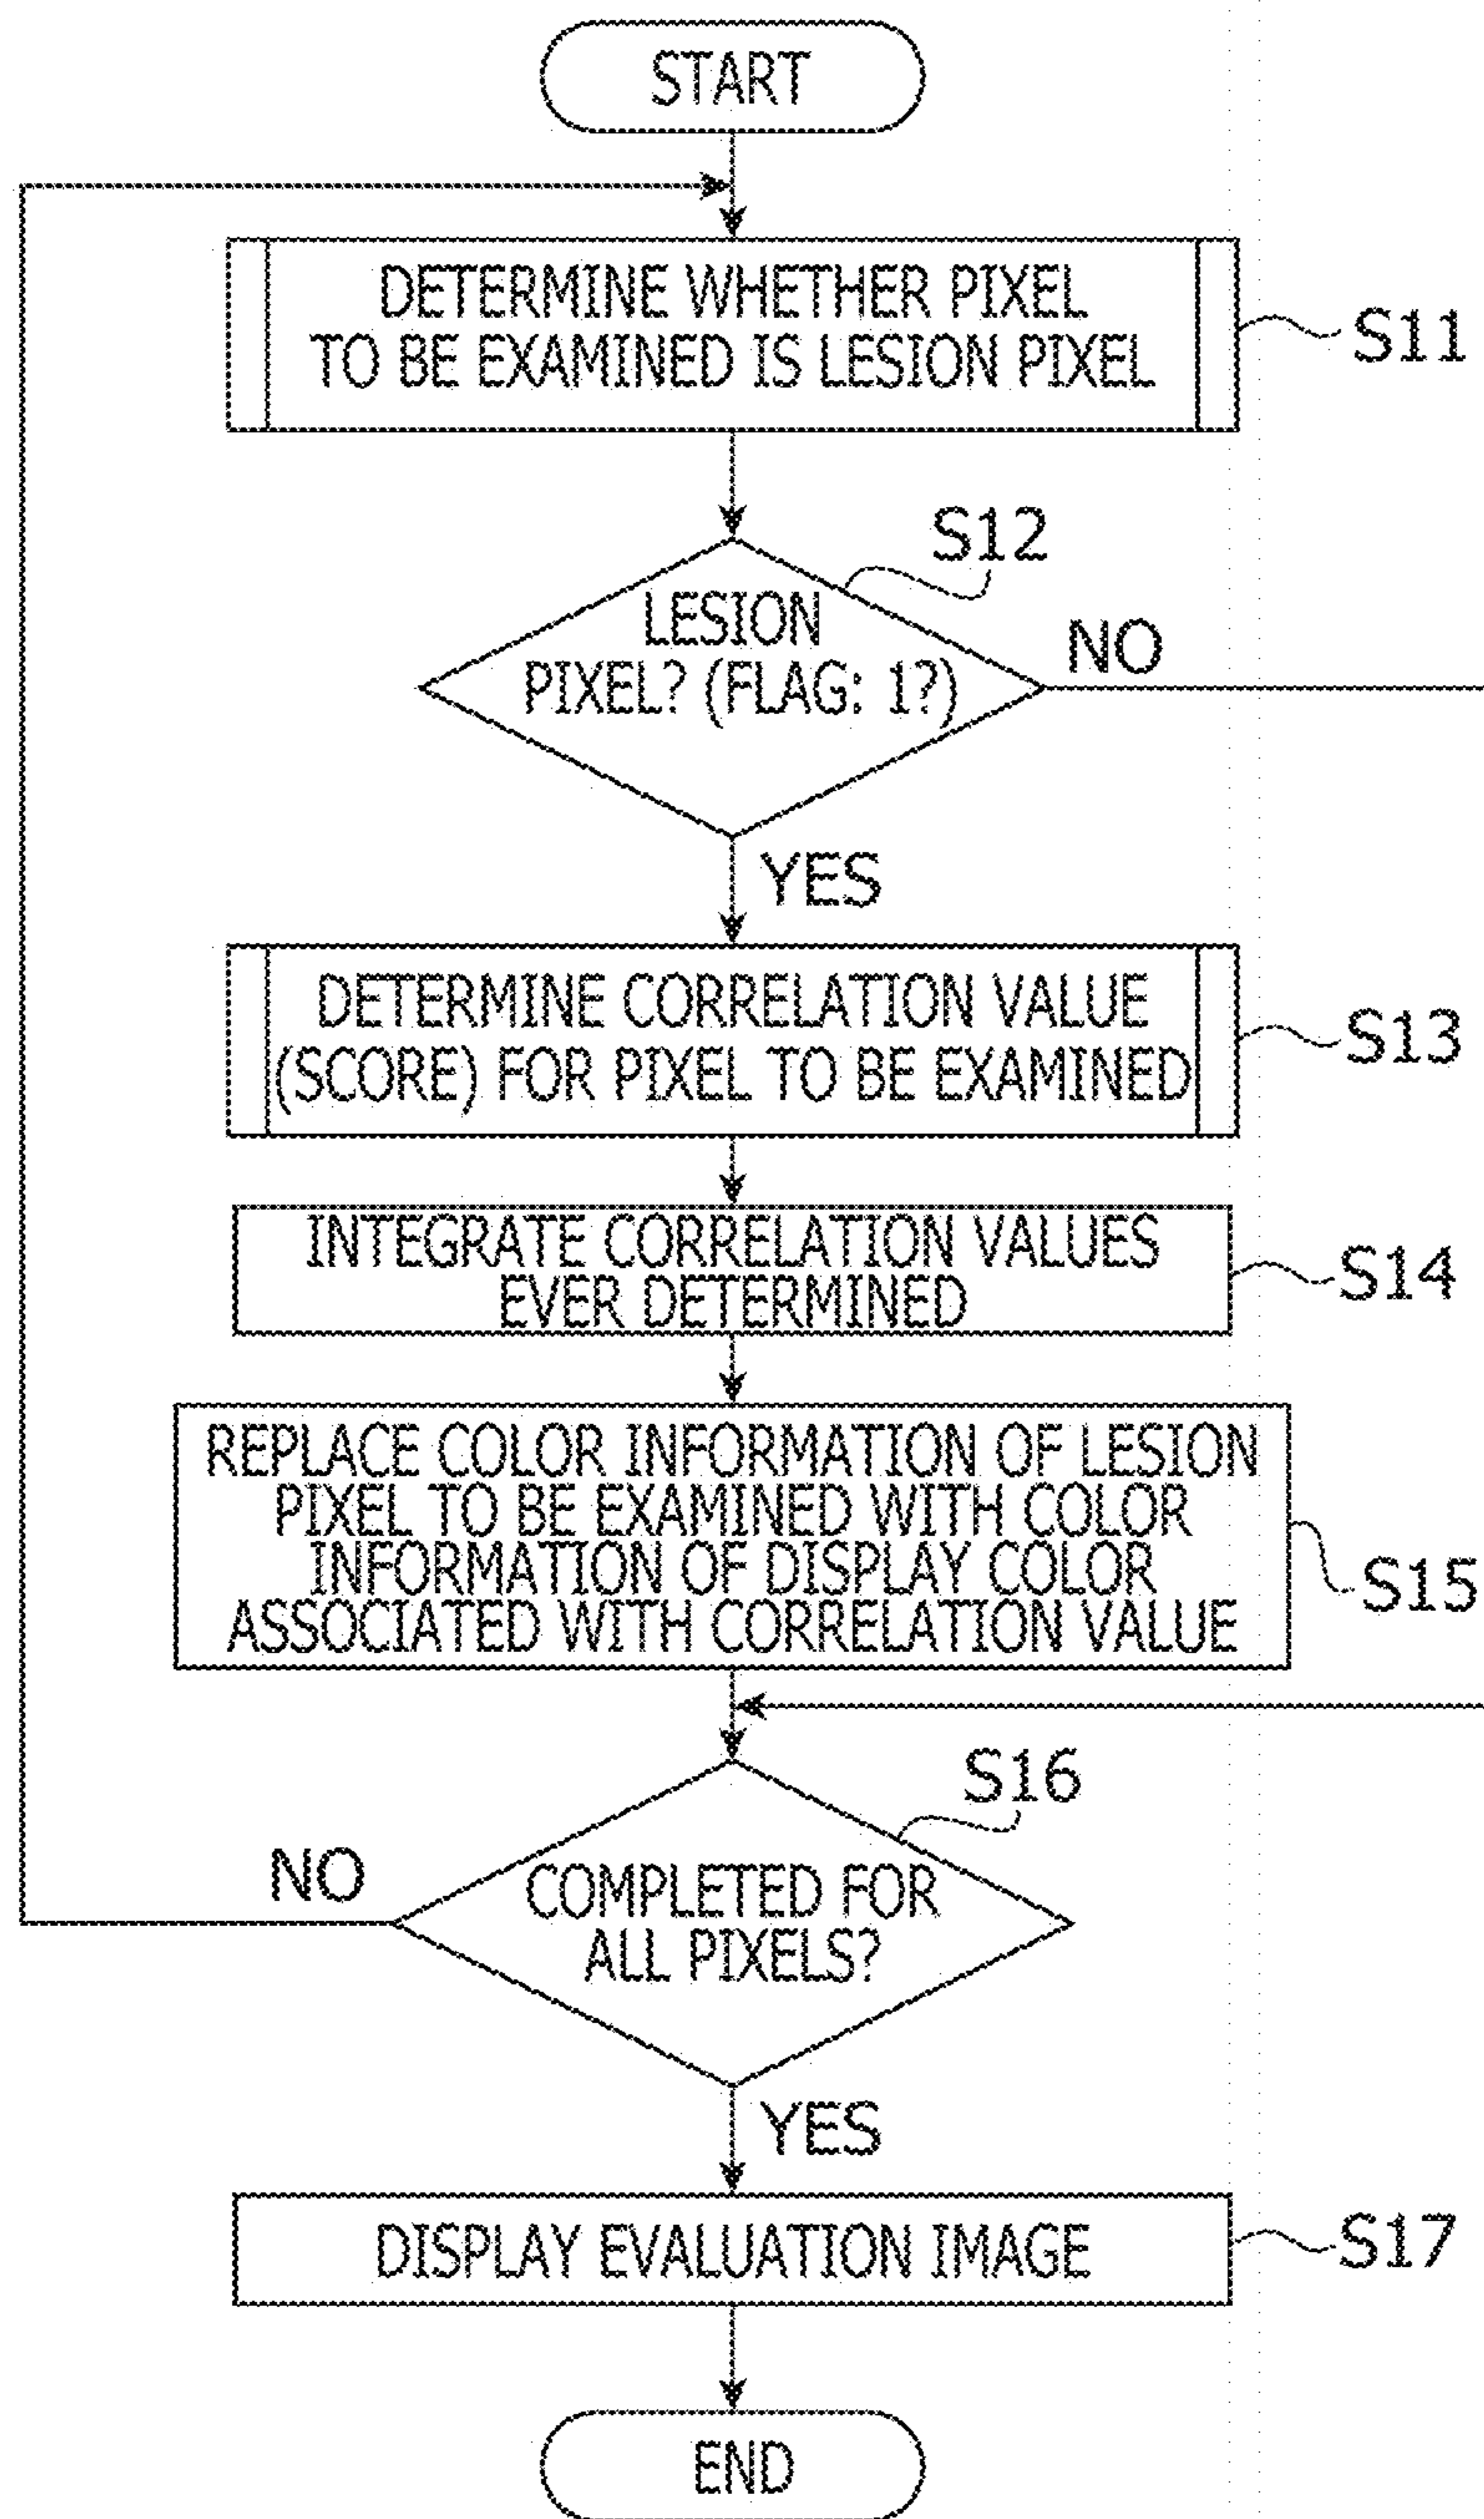 START
DETERMINE WHETHER PIXEL
TO BE EXAMINED IS LESION PIXEL
S11
S12
LESION
PIXEL? (FLAG: 1?)
NO
YES
DETERMINE CORRELATION VALUE
(SCORE) FOR PIXEL TO BE EXAMINED
S13
INTEGRATE CORRELATION VALUES
EVER DETERMINED
S14
REPLACE COLOR INFORMATION OF LESION
PIXEL TO BE EXAMINED WITH COLOR
INFORMATION OF DISPLAY COLOR
ASSOCIATED WITH CORRELATION VALUE
S15
S16
NO
COMPLETED FOR
ALL PIXELS?
YES
DISPLAY EVALUATION IMAGE
S17
END